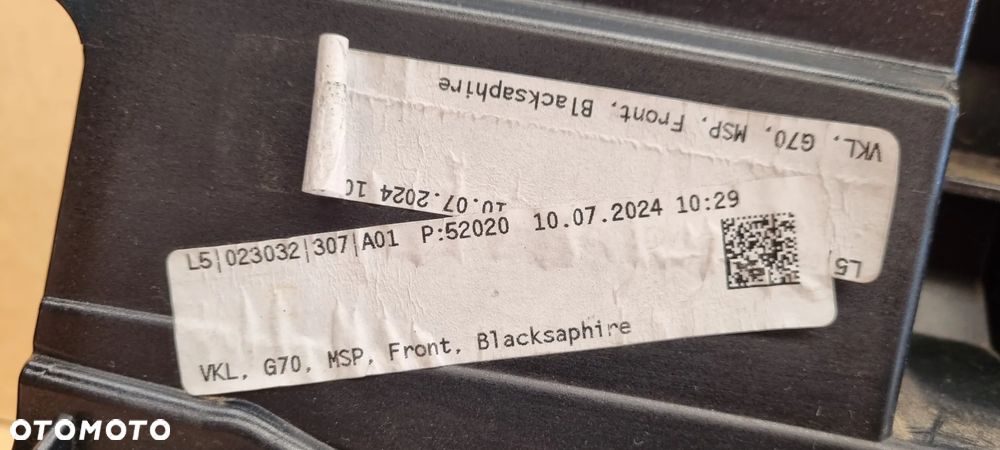 VKL, G70, MSP, Front, Blacksaphire
10.07.2024 10
L5|
L5|023032|307|A01 P:52020 10.07.2024 10:29
VKL, G70, MSP, Front, Blacksaphire
OTOMOTO